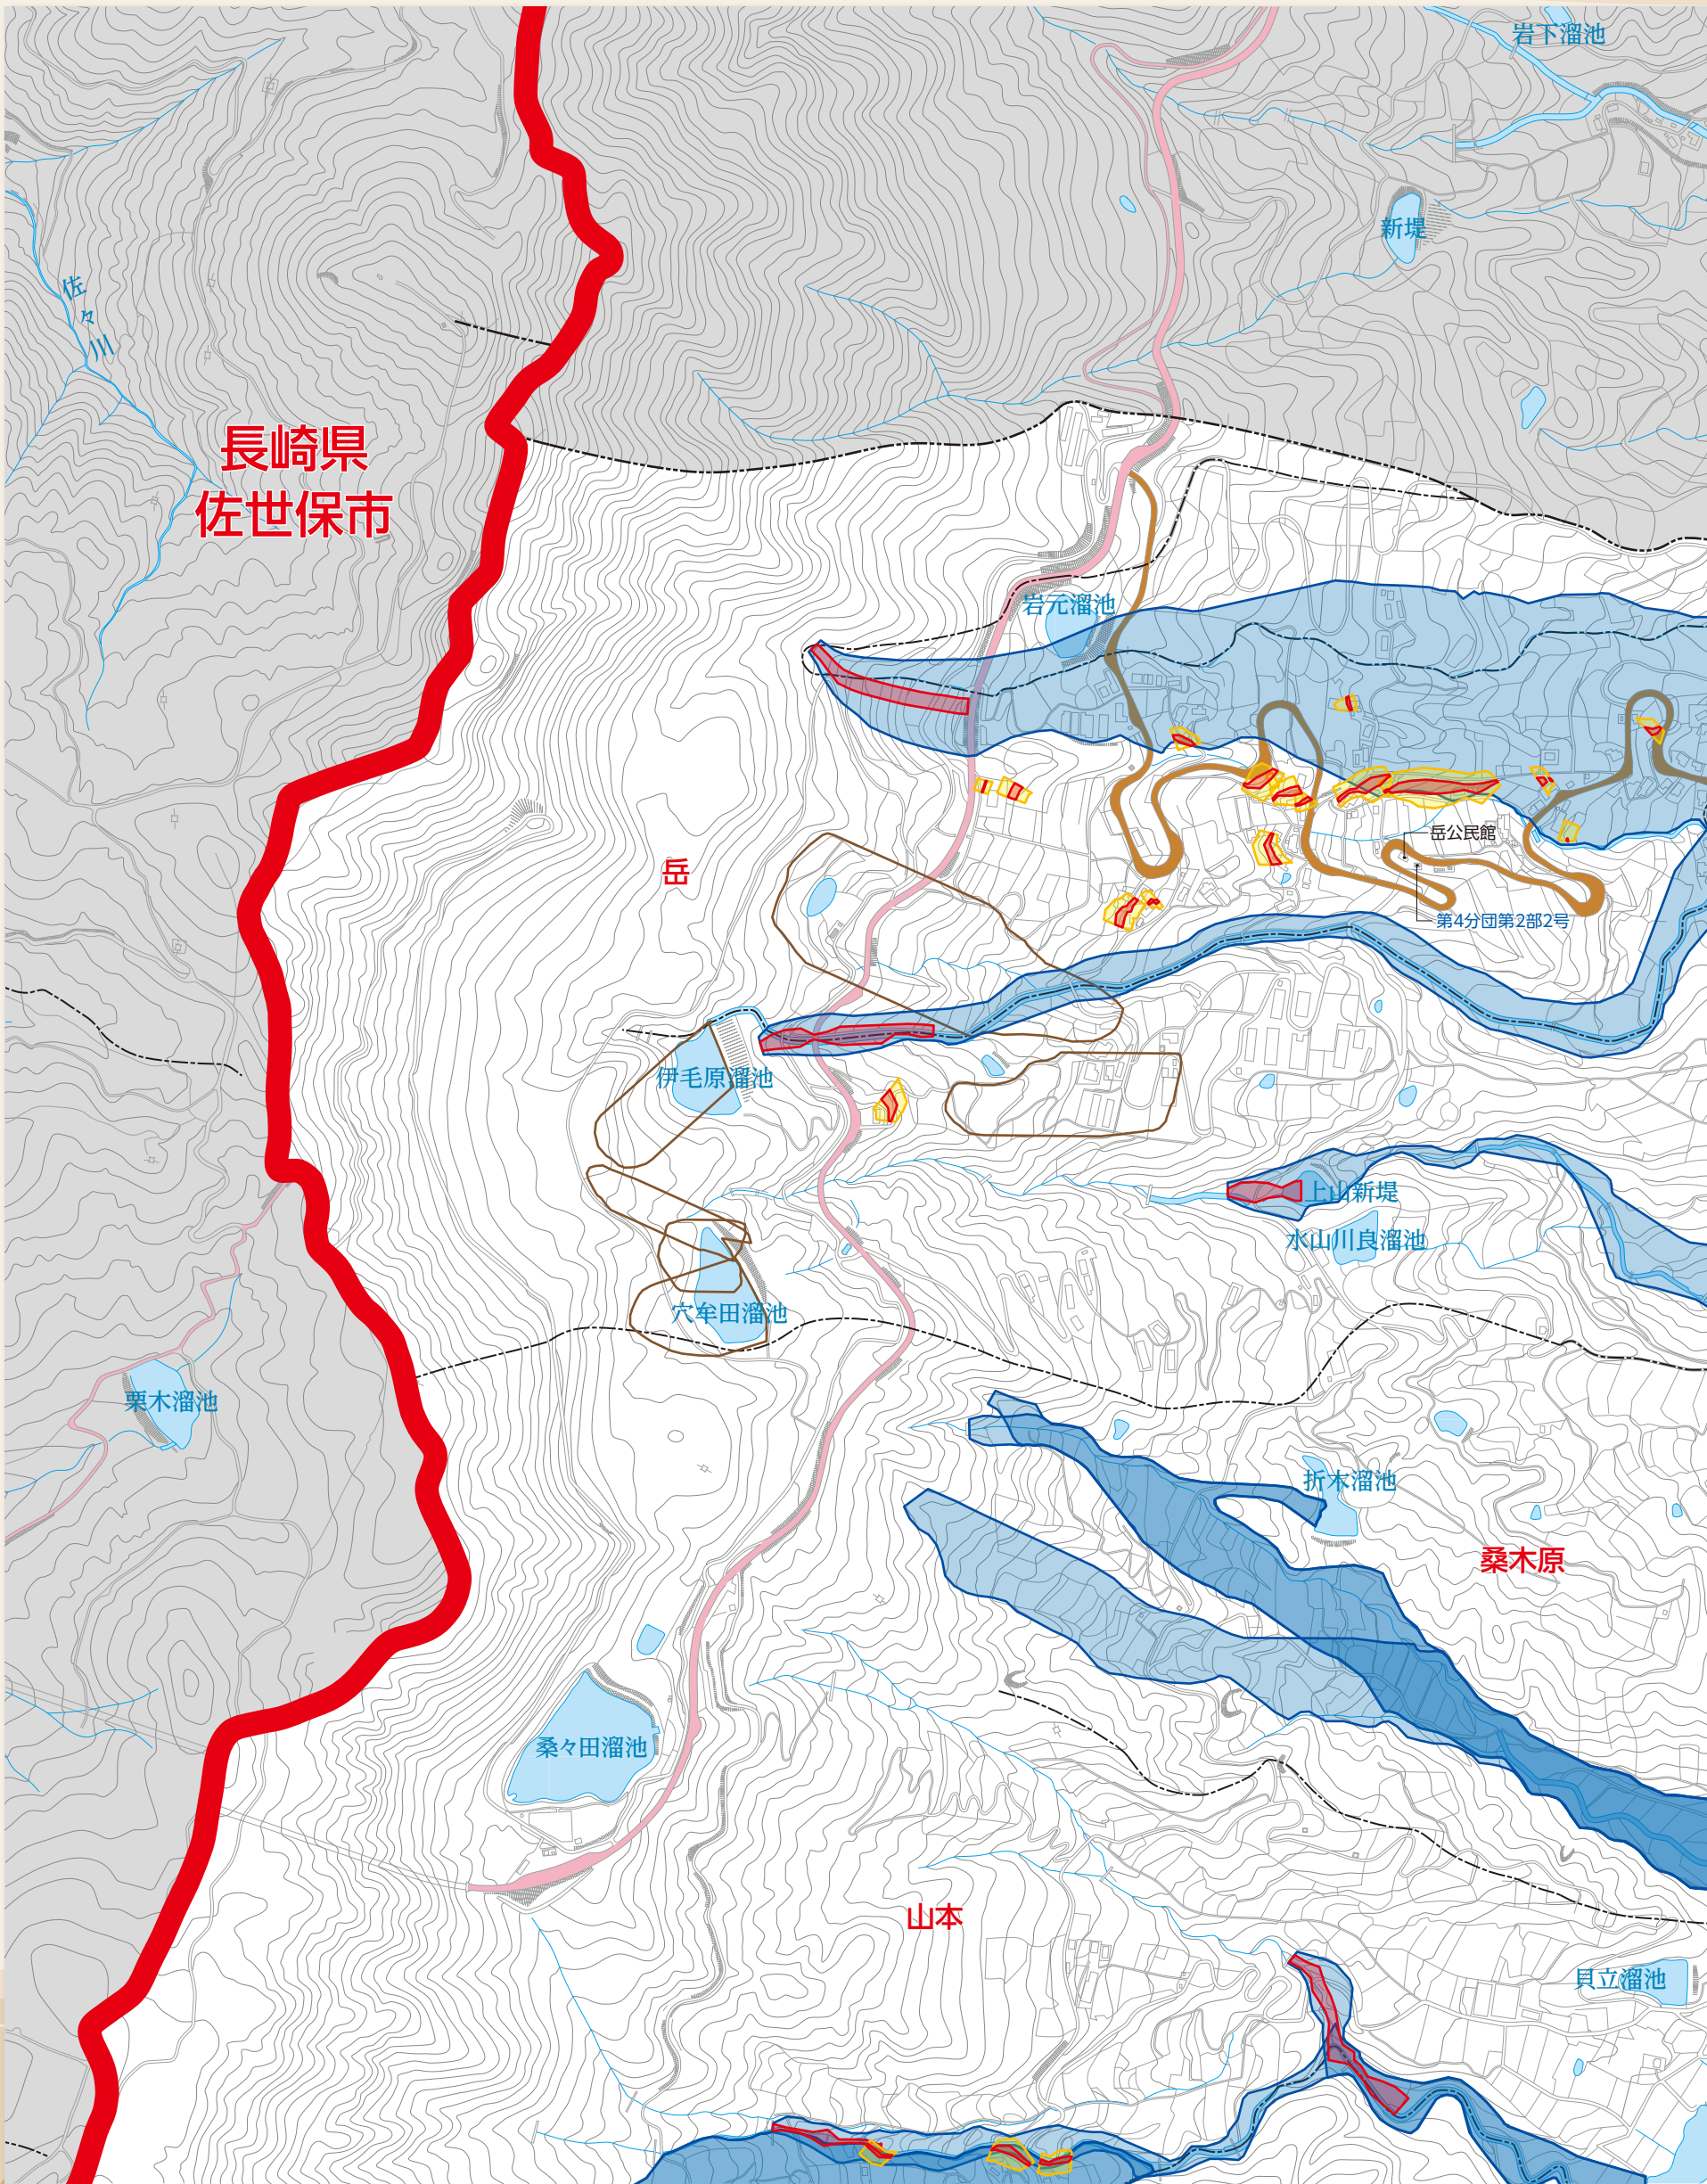 岩下溜池
新堤
佐々川
長崎県
佐世保市
岩元溜池
岳公民館
岳
第4分団第2部2号
伊毛原溜池
上山新堤
水山川良溜池
穴牟田溜池
栗木溜池
折木溜池
桑木原
桑々田溜池
山本
貝立溜池